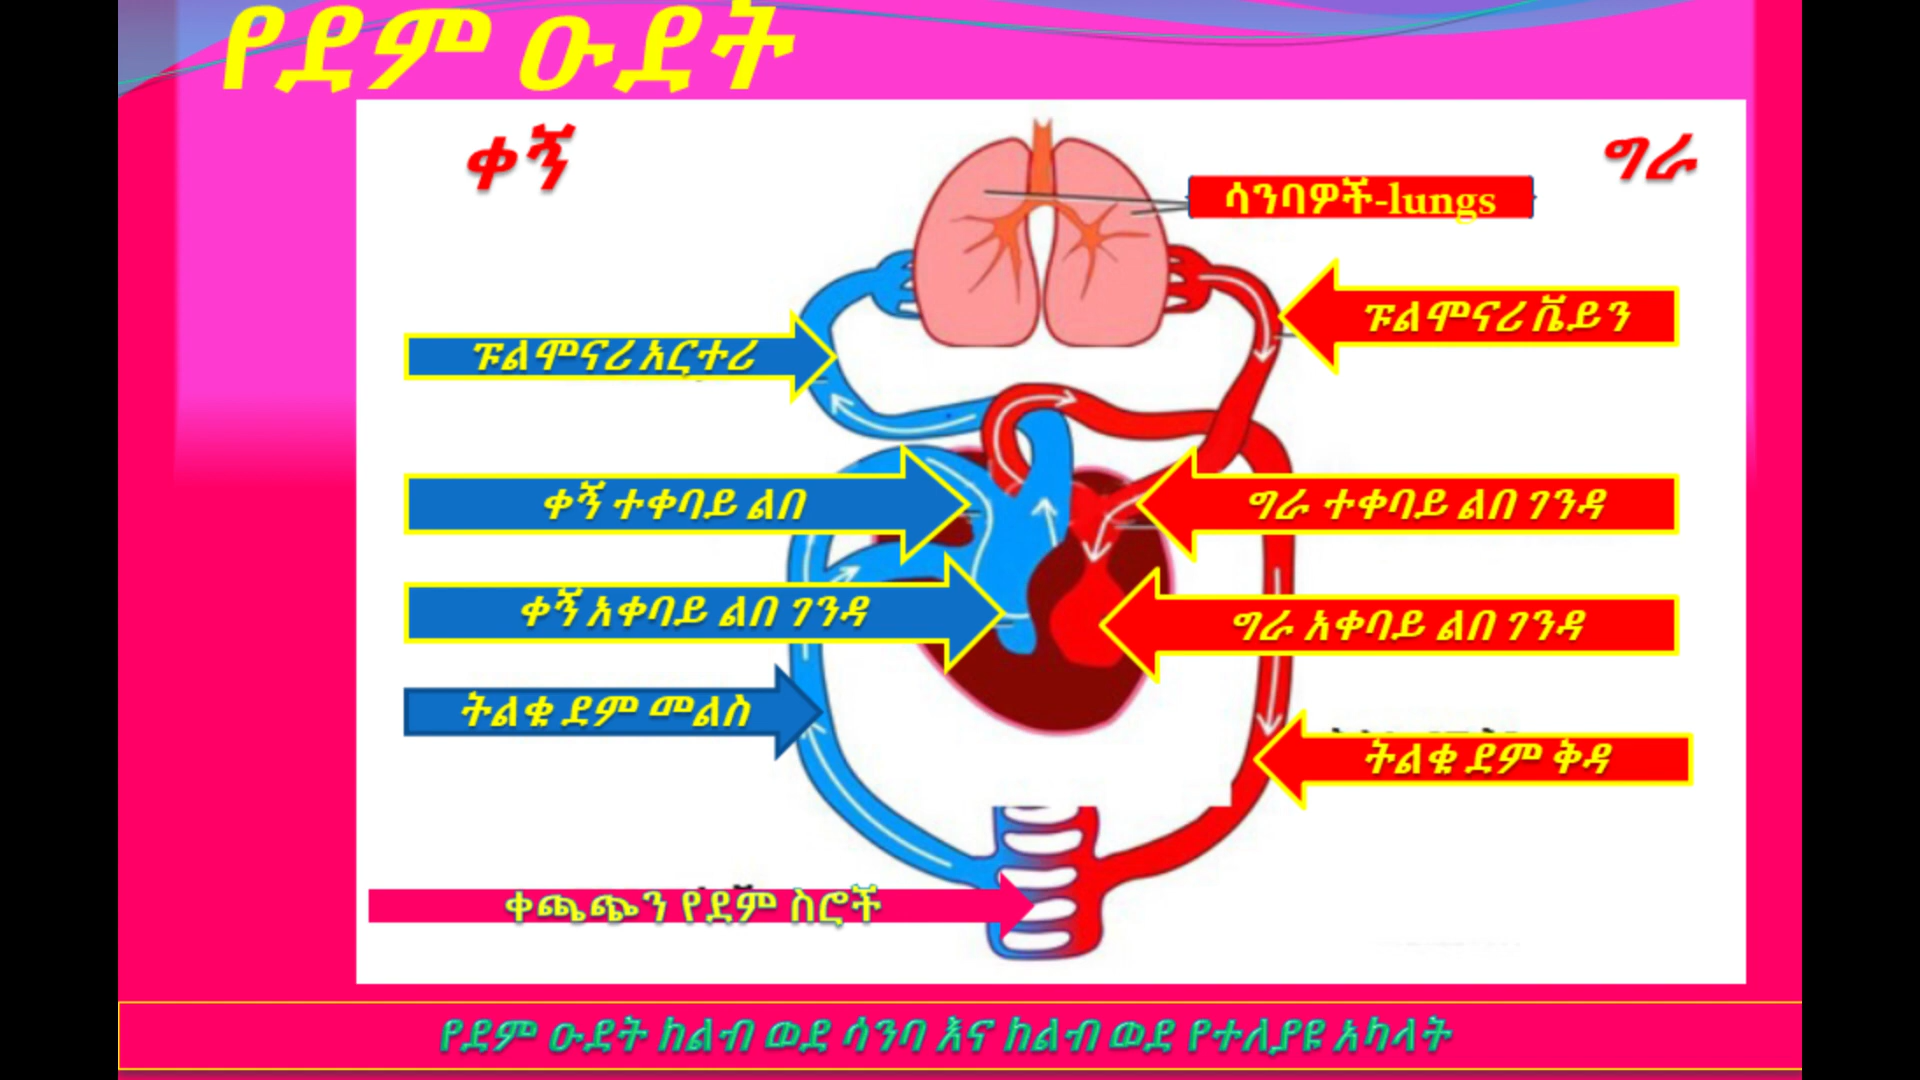 የደም ዑደት
ቀኝ
ግራ
ሳንባዎች-lungs
ፑልሞናሪ ቬይን
ፑልሞናሪ አርተሪ
ቀኝ ተቀባይ ልበ
ግራ ተቀባይ ልበ ገንዳ
ቀኝ አቀባይ ልበ ገንዳ
ግራ አቀባይ ልበ ገንዳ
ትልቁ ደም መልስ
ትልቁ ደም ቅዳ
ቀጫጭን የደም ስሮች
የደም ዑደት ከልብ ወደ ሳንባ እና ከልብ ወደ የተለያዩ አካላት